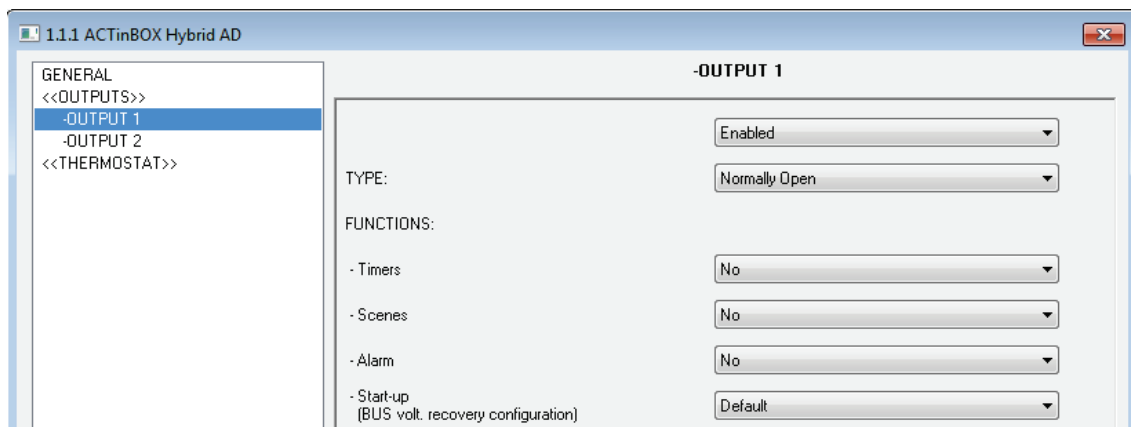 1.1.1 ACTinBOX Hybrid AD
GENERAL
<<OUTPUTS>>
-OUTPUT 1
-OUTPUT 2
<<THERMOSTAT>>
-OUTPUT 1
Enabled
TYPE: Normally Open
FUNCTIONS:
- Timers No
- Scenes No
- Alarm No
- Start-up
(BUS volt. recovery configuration) Default